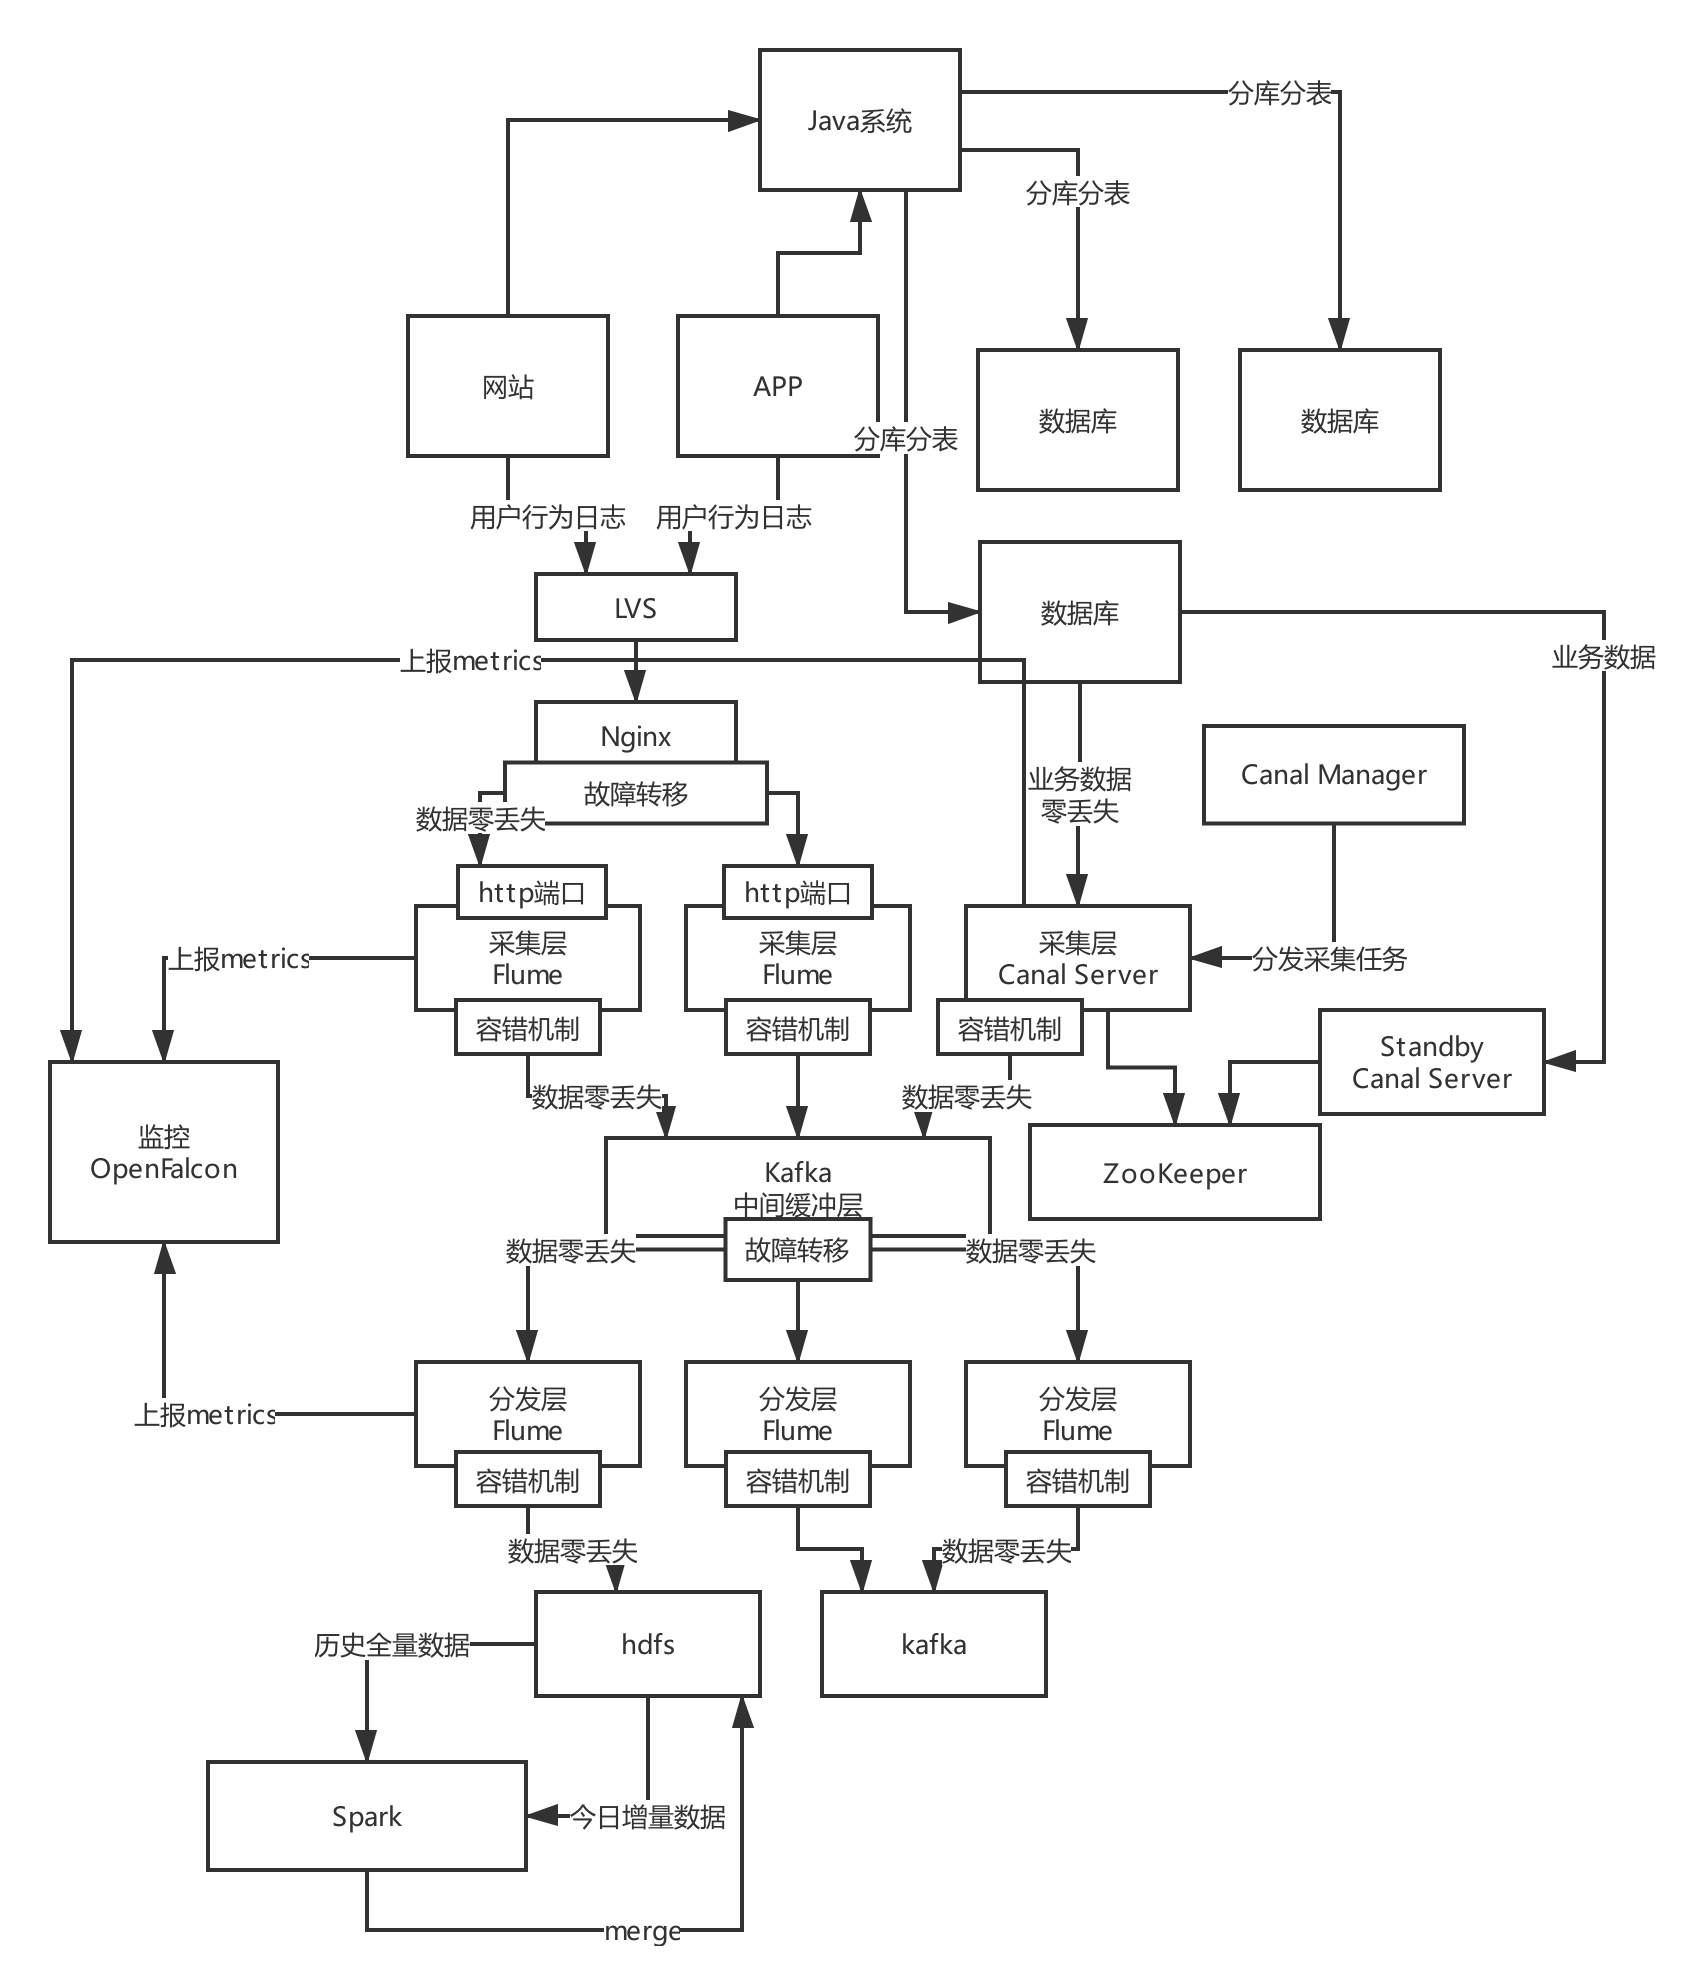 Java系统
分库分表
分库分表
网站
APP
数据库
数据库
分库分表
用户行为日志
用户行为日志
LVS
数据库
上报metrics
业务数据
Nginx
故障转移
数据零丢失
业务数据
零丢失
Canal Manager
http端口
http端口
采集层
Flume
采集层
Flume
采集层
Canal Server
上报metrics
分发采集任务
容错机制
容错机制
容错机制
Standby
Canal Server
数据零丢失
数据零丢失
监控
OpenFalcon
Kafka
中间缓冲层
ZooKeeper
数据零丢失
故障转移
数据零丢失
分发层
Flume
分发层
Flume
分发层
Flume
上报metrics
容错机制
容错机制
容错机制
数据零丢失
数据零丢失
历史全量数据
hdfs
kafka
Spark
今日增量数据
merge